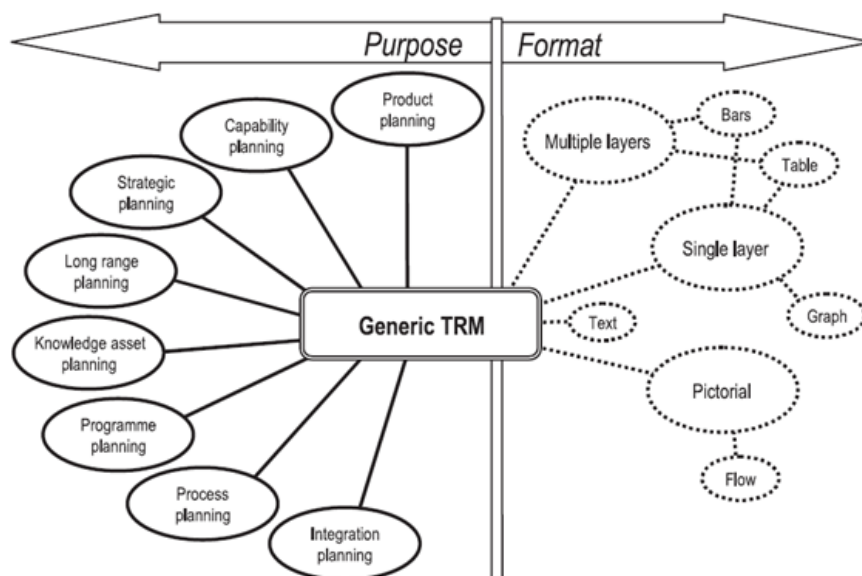 Purpose
Format
Product
planning
Capability
planning
Strategic
planning
Long range
planning
Knowledge asset
planning
Programme
planning
Process
planning
Integration
planning
Generic TRM
Multiple layers
Bars
Table
Single layer
Graph
Text
Pictorial
Flow